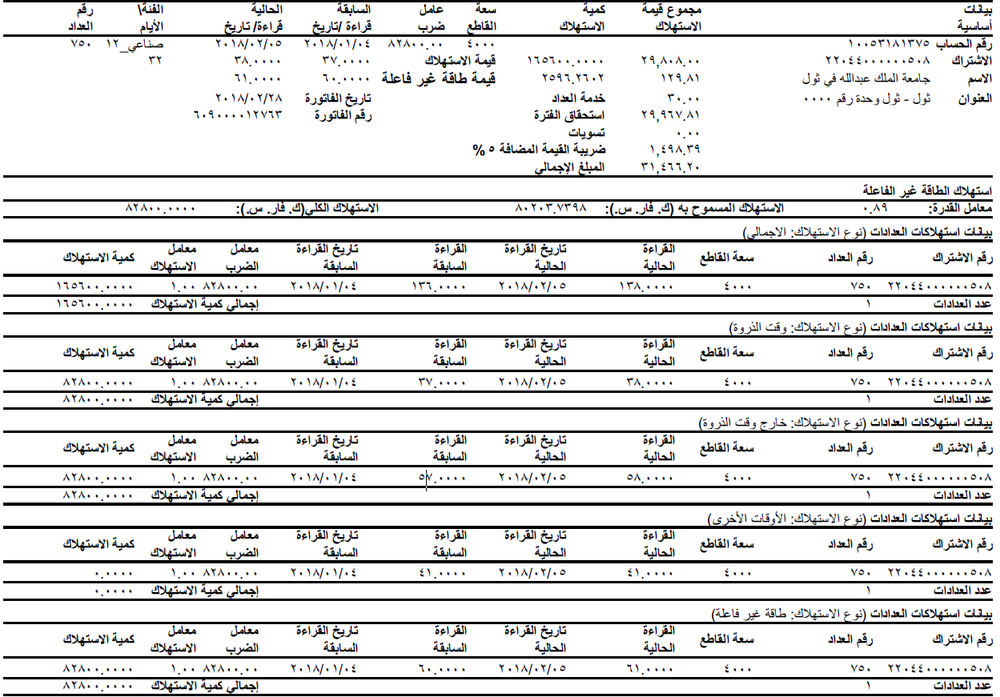 بيانات مجموع قيمة كمية سعة عامل السابقة الحالية الفئة\ رقم
أساسية الاستهلاك الاستهلاك القاطع ضرب قراءة /تاريخ قراءة/ تاريخ الأيام العداد
رقم الحساب ١٠٠٥٣١٨١٣٧٥ ٤٠٠٠ ٨٢٨٠٠.٠٠ ٢٠١٨/٠١/٠٤ ٢٠١٨/٠٢/٠٥ صناعي_١٢ ٧٥٠
الاشتراك ٢٢٠٤٤٠٠٠٠٠٠٥٠٨ ٢٩,٨٠٨.٠٠ ١٦٥٦٠٠.٠٠٠٠ قيمة الاستهلاك ٣٧.٠٠٠٠ ٣٨.٠٠٠٠ ٣٢
الاسم جامعة الملك عبدالله في ثول ١٢٩.٨١ ٢٥٩٦.٢٦٠٢ قيمة طاقة غير فاعلة ٦٠.٠٠٠٠ ٦١.٠٠٠٠
العنوان ثول - ثول وحدة رقم ٠٠٠٠ ٣٠.٠٠ خدمة العداد تاريخ الفاتورة ٢٠١٨/٠٢/٢٨
٢٩,٩٦٧.٨١ استحقاق الفترة رقم الفاتورة ٦٠٩٠٠٠٠١٢٧٦٣
٠.٠٠ تسويات
١,٤٩٨.٣٩ ضريبة القيمة المضافة ٥ %
٣١,٤٦٦.٢٠ المبلغ الإجمالي
استهلاك الطاقة غير الفاعلة
معامل القدرة: ٠.٨٩ الاستهلاك المسموح به (ك. فار. س.): ٨٠٢٠٣.٧٣٩٨ الاستهلاك الكلي(ك. فار. س.): ٨٢٨٠٠.٠٠٠٠
بيانات استهلاكات العدادات (نوع الاستهلاك: الاجمالي)
رقم الاشتراك رقم العداد سعة القاطع القراءة تاريخ القراءة القراءة تاريخ القراءة معامل معامل كمية الاستهلاك
الحالية الحالية السابقة السابقة الضرب الاستهلاك
٢٢٠٤٤٠٠٠٠٠٠٥٠٨ ٧٥٠ ٤٠٠٠ ١٣٨.٠٠٠٠ ٢٠١٨/٠٢/٠٥ ١٣٦.٠٠٠٠ ٢٠١٨/٠١/٠٤ ٨٢٨٠٠.٠٠ ١.٠٠ ١٦٥٦٠٠.٠٠٠٠
عدد العدادات ١ إجمالي كمية الاستهلاك ١٦٥٦٠٠.٠٠٠٠
بيانات استهلاكات العدادات (نوع الاستهلاك: وقت الذروة)
رقم الاشتراك رقم العداد سعة القاطع القراءة تاريخ القراءة القراءة تاريخ القراءة معامل معامل كمية الاستهلاك
الحالية الحالية السابقة السابقة الضرب الاستهلاك
٢٢٠٤٤٠٠٠٠٠٠٥٠٨ ٧٥٠ ٤٠٠٠ ٣٨.٠٠٠٠ ٢٠١٨/٠٢/٠٥ ٣٧.٠٠٠٠ ٢٠١٨/٠١/٠٤ ٨٢٨٠٠.٠٠ ١.٠٠ ٨٢٨٠٠.٠٠٠٠
عدد العدادات ١ إجمالي كمية الاستهلاك ٨٢٨٠٠.٠٠٠٠
بيانات استهلاكات العدادات (نوع الاستهلاك: خارج وقت الذروة)
رقم الاشتراك رقم العداد سعة القاطع القراءة تاريخ القراءة القراءة تاريخ القراءة معامل معامل كمية الاستهلاك
الحالية الحالية السابقة السابقة الضرب الاستهلاك
٢٢٠٤٤٠٠٠٠٠٠٥٠٨ ٧٥٠ ٤٠٠٠ ٥٨.٠٠٠٠ ٢٠١٨/٠٢/٠٥ ٥٧.٠٠٠٠ ٢٠١٨/٠١/٠٤ ٨٢٨٠٠.٠٠ ١.٠٠ ٨٢٨٠٠.٠٠٠٠
عدد العدادات ١ إجمالي كمية الاستهلاك ٨٢٨٠٠.٠٠٠٠
بيانات استهلاكات العدادات (نوع الاستهلاك: الأوقات الأخرى)
رقم الاشتراك رقم العداد سعة القاطع القراءة تاريخ القراءة القراءة تاريخ القراءة معامل معامل كمية الاستهلاك
الحالية الحالية السابقة السابقة الضرب الاستهلاك
٢٢٠٤٤٠٠٠٠٠٠٥٠٨ ٧٥٠ ٤٠٠٠ ٤١.٠٠٠٠ ٢٠١٨/٠٢/٠٥ ٤١.٠٠٠٠ ٢٠١٨/٠١/٠٤ ٨٢٨٠٠.٠٠ ١.٠٠ ٠.٠٠٠٠
عدد العدادات ١ إجمالي كمية الاستهلاك ٠.٠٠٠٠
بيانات استهلاكات العدادات (نوع الاستهلاك: طاقة غير فاعلة)
رقم الاشتراك رقم العداد سعة القاطع القراءة تاريخ القراءة القراءة تاريخ القراءة معامل معامل كمية الاستهلاك
الحالية الحالية السابقة السابقة الضرب الاستهلاك
٢٢٠٤٤٠٠٠٠٠٠٥٠٨ ٧٥٠ ٤٠٠٠ ٦١.٠٠٠٠ ٢٠١٨/٠٢/٠٥ ٦٠.٠٠٠٠ ٢٠١٨/٠١/٠٤ ٨٢٨٠٠.٠٠ ١.٠٠ ٨٢٨٠٠.٠٠٠٠
عدد العدادات ١ إجمالي كمية الاستهلاك ٨٢٨٠٠.٠٠٠٠